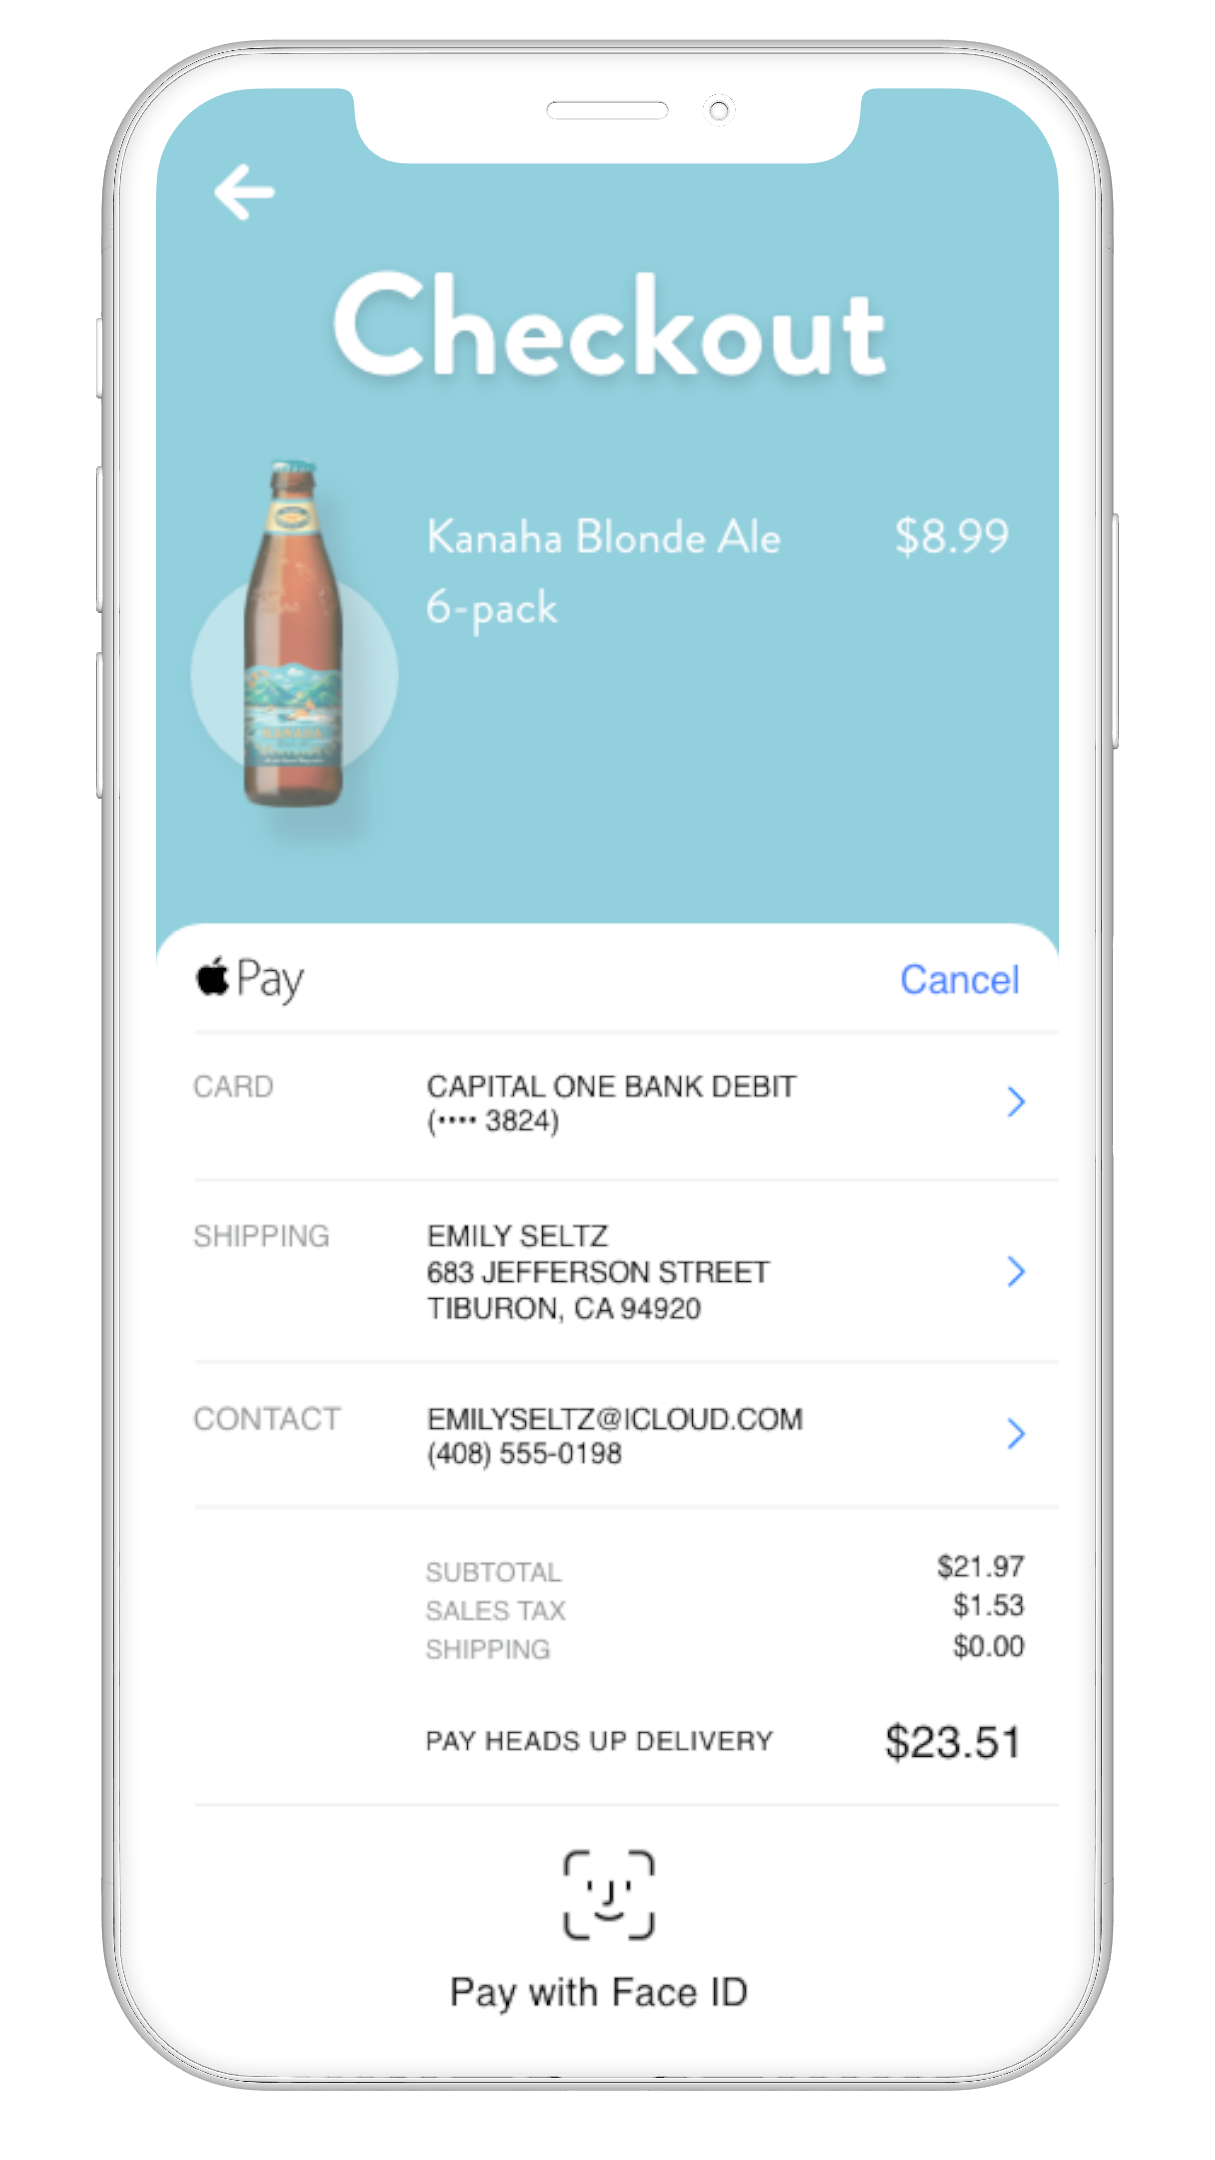 Checkout
Kanaha Blonde Ale $8.99
6-pack
KANAHA
Pay Cancel
CARD CAPITAL ONE BANK DEBIT
(•••• 3824)
SHIPPING EMILY SELTZ
683 JEFFERSON STREET
TIBURON, CA 94920
CONTACT EMILYSELTZ@ICLOUD.COM
(408) 555-0198
SUBTOTAL $21.97
SALES TAX $1.53
SHIPPING $0.00
PAY HEADS UP DELIVERY $23.51
Pay with Face ID